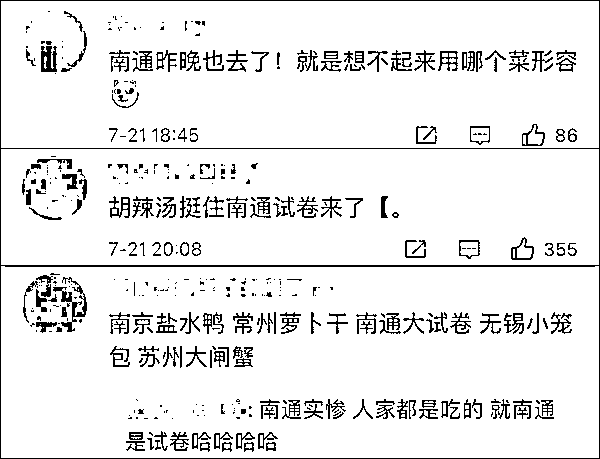 南通昨晚也去了！就是想不起来用哪个菜形容
7-21 18:45
86
胡辣汤挺住南通试卷来了【。
7-21 20:08
355
南京盐水鸭 常州萝卜干 南通大试卷 无锡小笼
包 苏州大闸蟹
: 南通实惨 人家都是吃的 就南通
是试卷哈哈哈哈